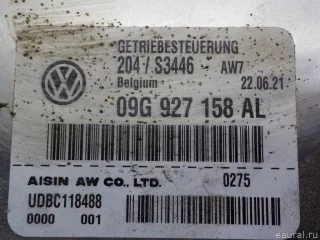 GETRIEBESTEUERUNG
204 / S3446 AW7
Belgium 22.06.21
09G 927 158 AL
AISIN AW CO., LTD. 0275
UDBC118488
0000 001
eaural.ru